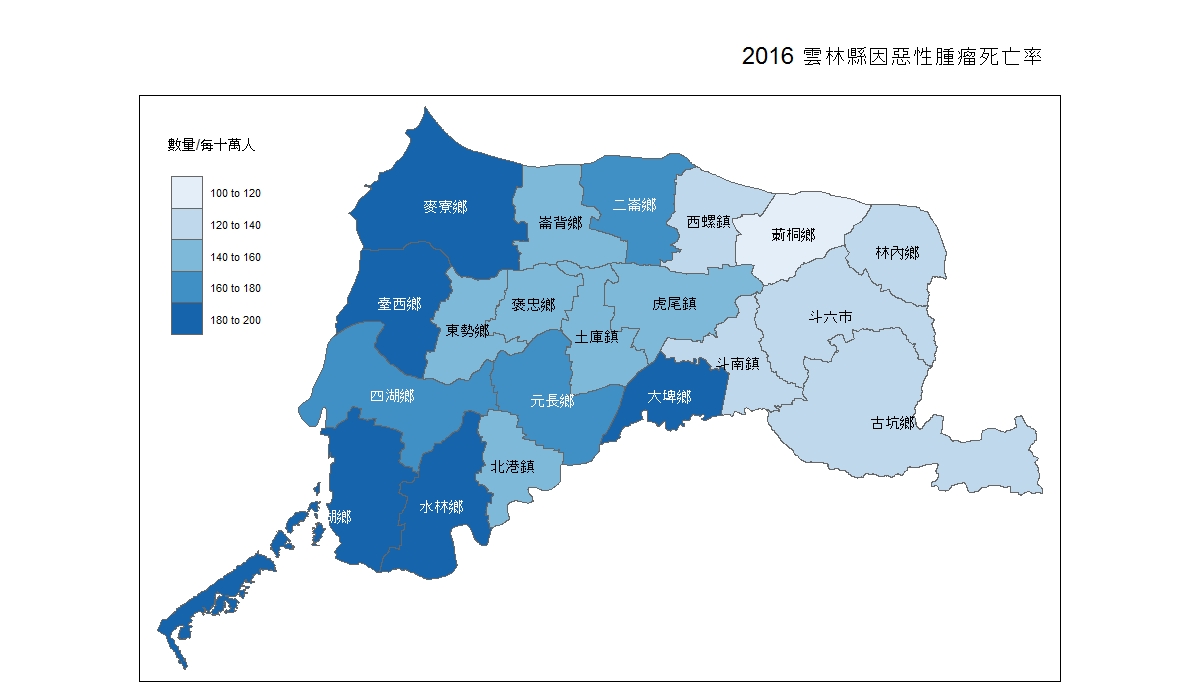 2016 雲林縣因惡性腫瘤死亡率
數量/每十萬人
100 to 120
120 to 140
140 to 160
160 to 180
180 to 200
麥寮鄉
崙背鄉
二崙鄉
西螺鎮
莿桐鄉
林內鄉
臺西鄉
東勢鄉
褒忠鄉
土庫鎮
虎尾鎮
斗六市
斗南鎮
四湖鄉
元長鄉
大埤鄉
古坑鄉
北港鎮
水林鄉
湖鄉